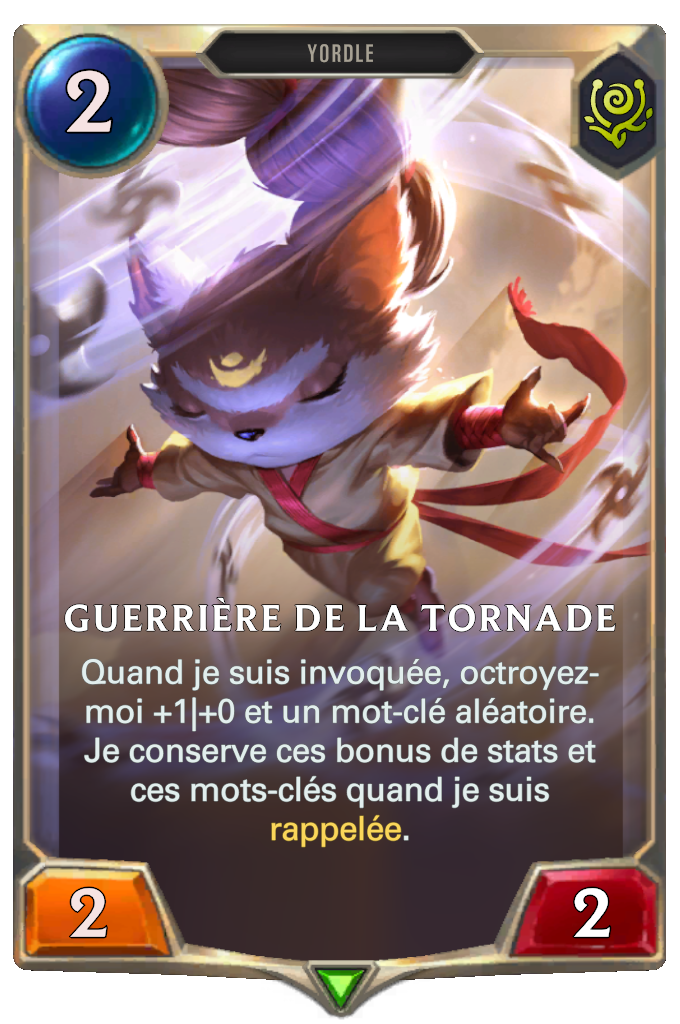 2
YORDLE
GUERRIÈRE DE LA TORNADE
Quand je suis invoquée, octroyez-
moi +1|+0 et un mot-clé aléatoire.
Je conserve ces bonus de stats et
ces mots-clés quand je suis
rappelée.
2
2